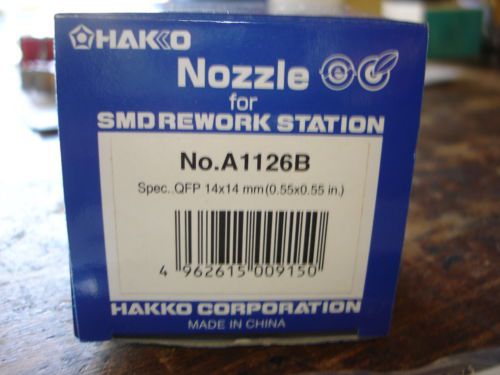 HAKKO
Nozzle
for
SMD REWORK STATION
No.A1126B
Spec. QFP 14x14 mm (0.55x0.55 in.)
4 962615 009150
HAKKO CORPORATION
MADE IN CHINA